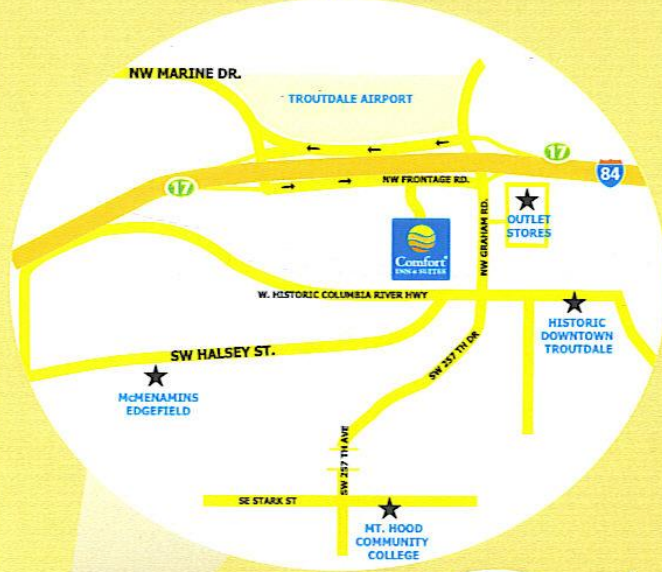 NW MARINE DR.
TROUTDALE AIRPORT
17
84
17
NW FRONTAGE RD.
NW GRAHAM RD.
OUTLET
STORES
Comfort
INN & SUITES
W. HISTORIC COLUMBIA RIVER HWY
HISTORIC
DOWNTOWN
TROUTDALE
SW HALSEY ST.
SW 257 TH DR
McMENAMINS
EDGEFIELD
SW 257 TH AVE
SE STARK ST
MT. HOOD
COMMUNITY
COLLEGE